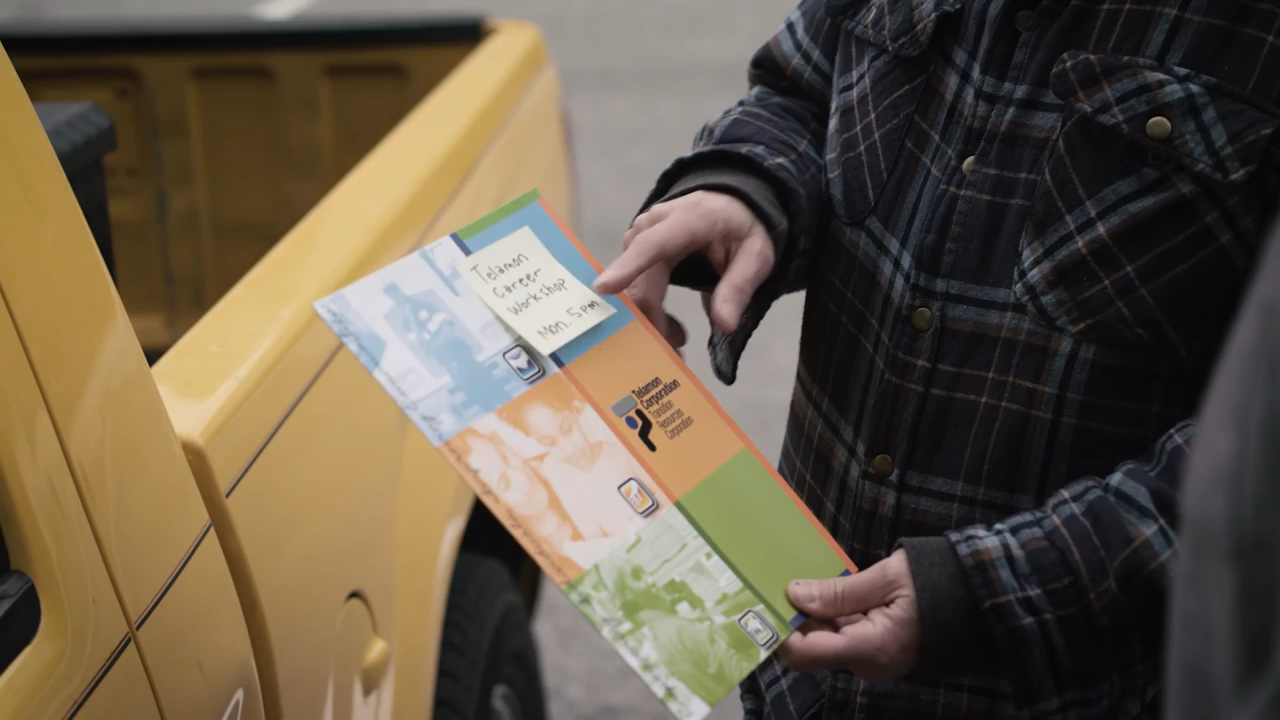 Telamon
Career
Workshop
Mon. 5pm
Telamon
Corporation
Transition
Resources
Corporation